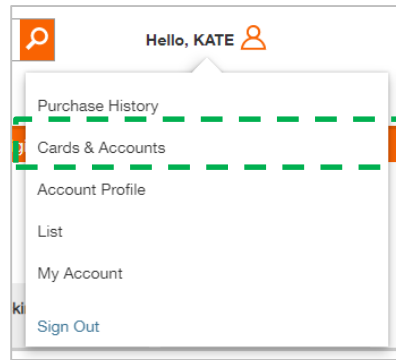 Hello, KATE
Purchase History
Cards & Accounts
Account Profile
List
My Account
Sign Out